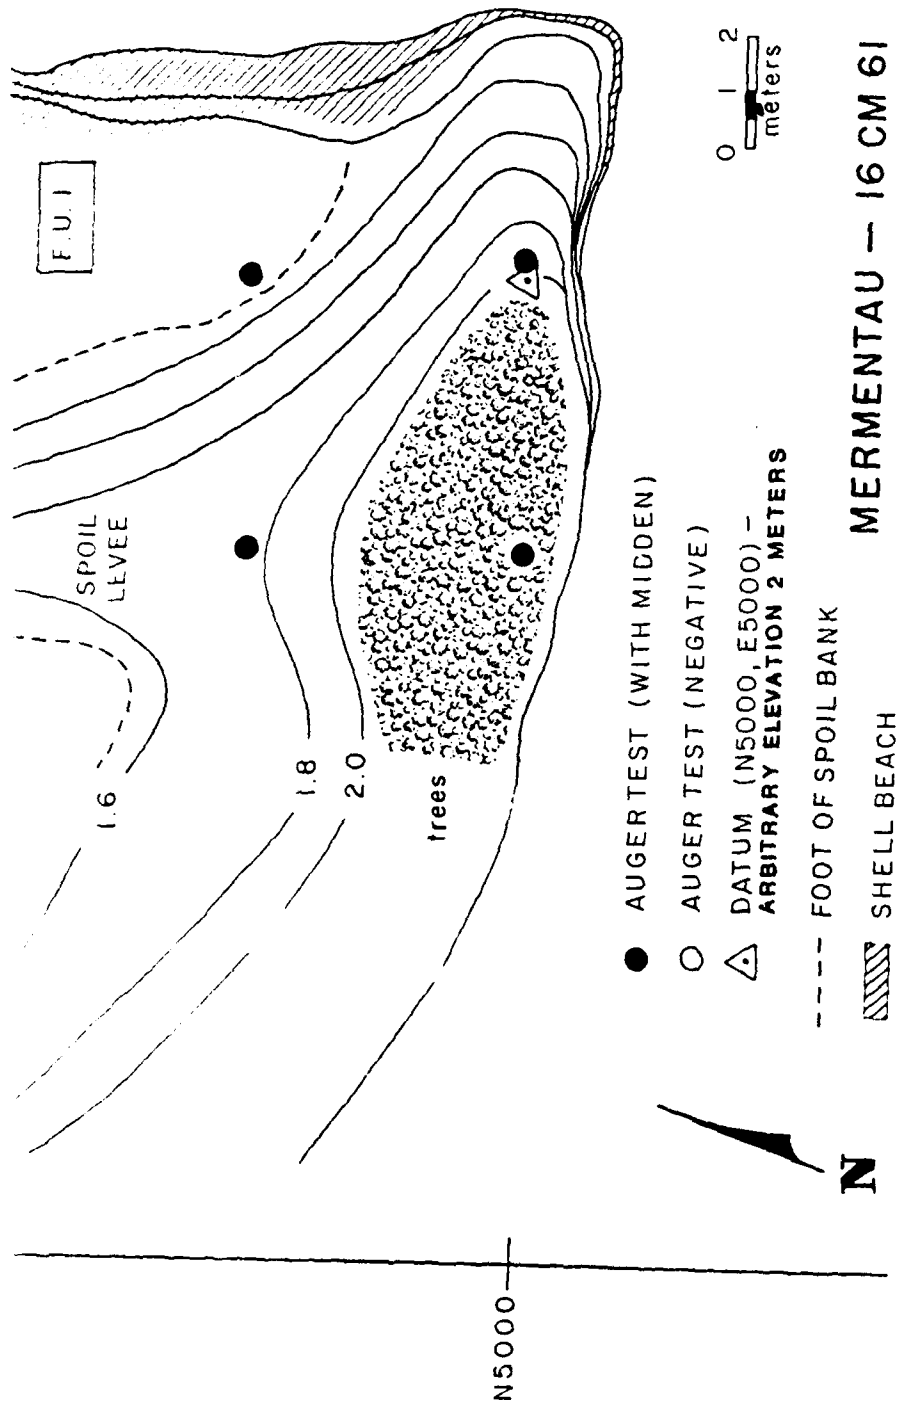 F.U. 1
SPOIL
LEVEE
1.6
1.8
2.0
trees
N5000
AUGER TEST (WITH MIDDEN)
AUGER TEST (NEGATIVE)
DATUM (N5000, E5000) –
ARBITRARY ELEVATION 2 METERS
FOOT OF SPOIL BANK
SHELL BEACH
0 1 2
meters
N
MERMENTAU – 16 CM 61